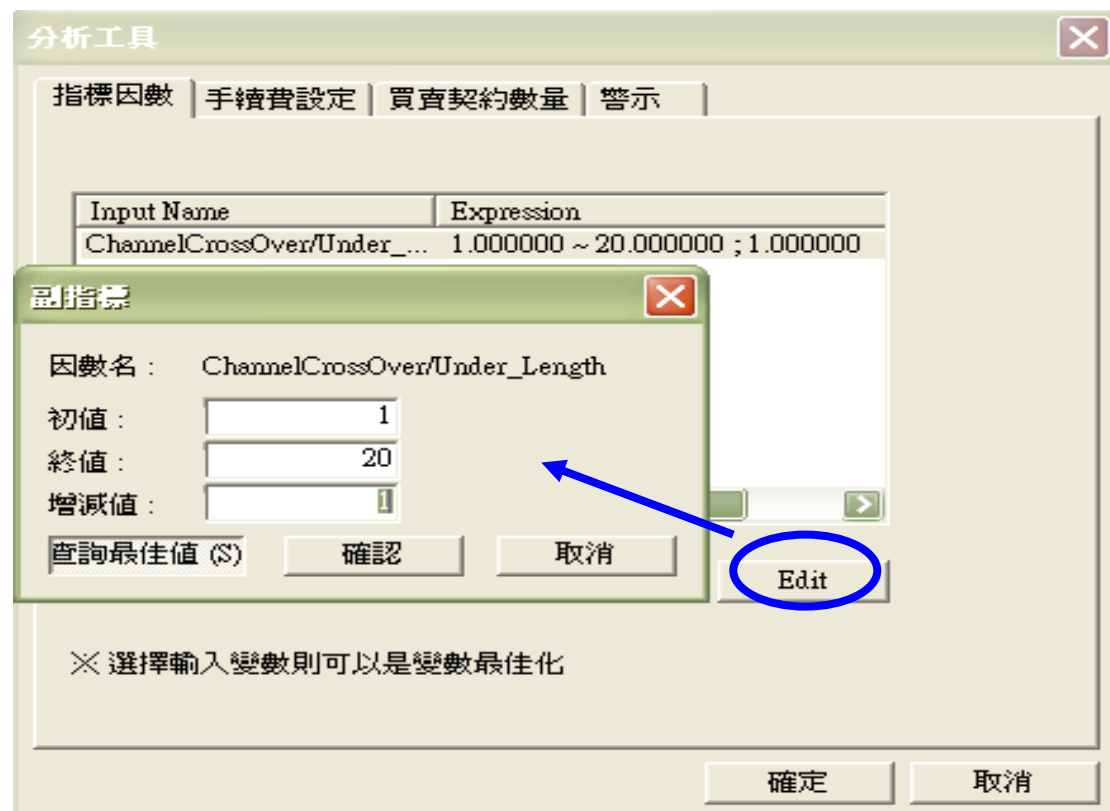 分析工具
指標因數 手續費設定 買賣契約數量 警示
Input Name Expression
ChannelCrossOver/Under_... 1.000000 ~ 20.000000 ; 1.000000
副指標
因數名 : ChannelCrossOver/Under_Length
初值 : 1
終值 : 20
增減值 : 1
查詢最佳值 (S) 確認 取消
Edit
※ 選擇輸入變數則可以是變數最佳化
確定 取消